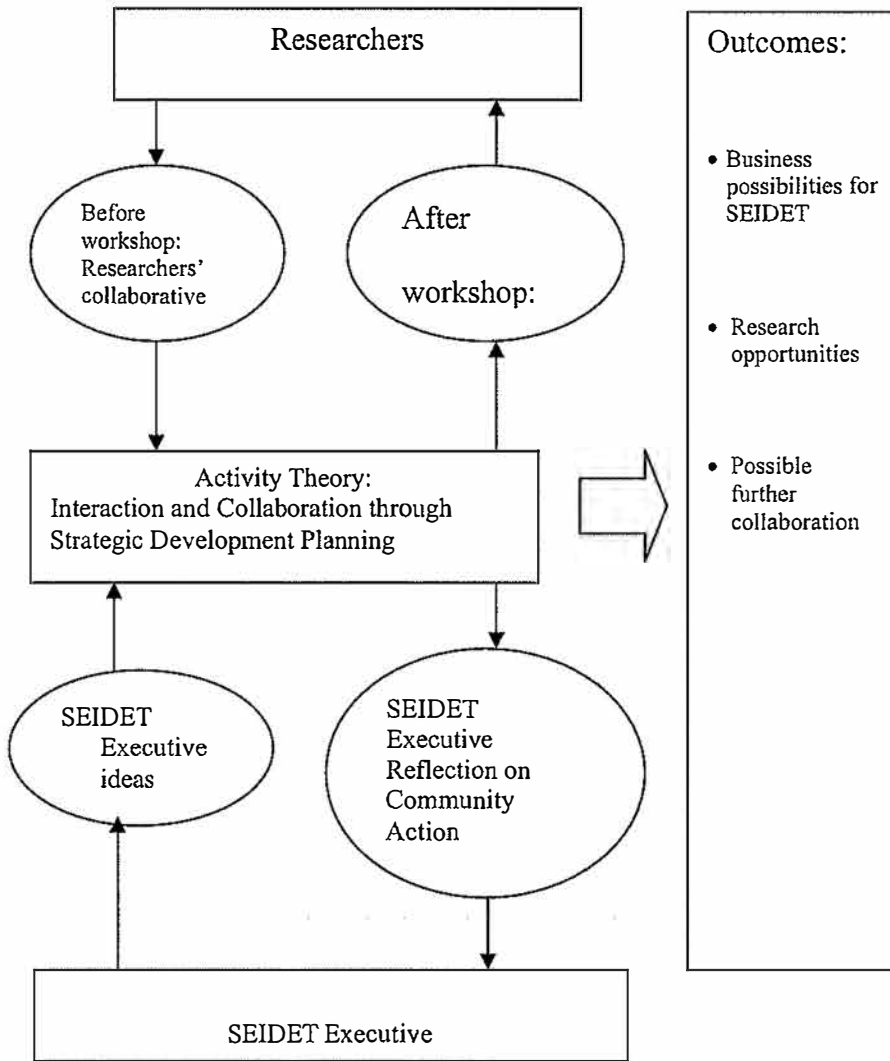 Researchers
Before
workshop:
Researchers'
collaborative
After
workshop:
Activity Theory:
Interaction and Collaboration through
Strategic Development Planning
SEIDET
Executive
ideas
SEIDET
Executive
Reflection on
Community
Action
SEIDET Executive
Outcomes:
• Business
possibilities for
SEIDET
• Research
opportunities
• Possible
further
collaboration